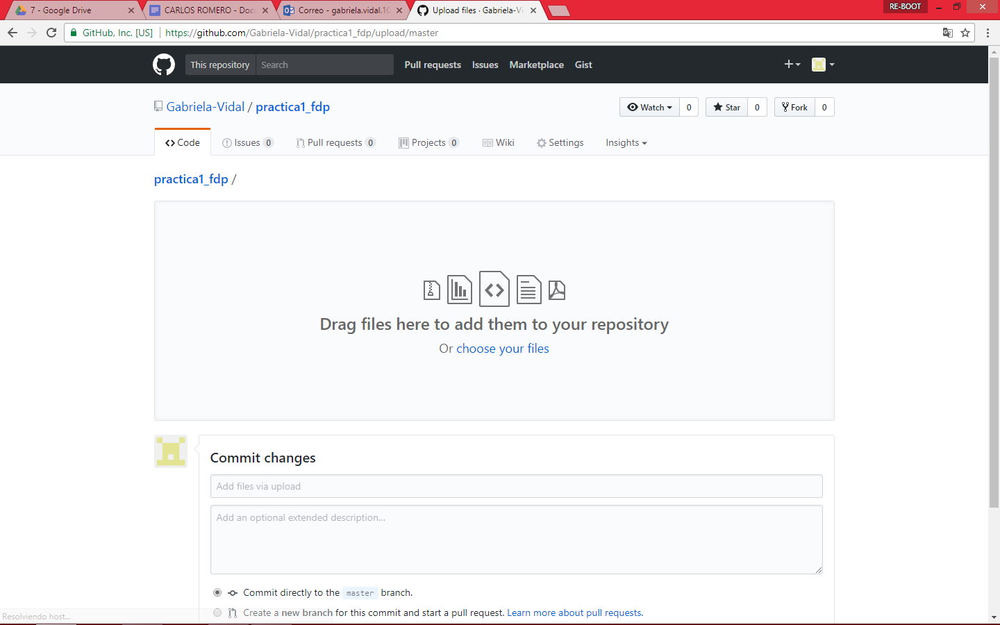 7 - Google Drive
CARLOS ROMERO - Docu
Correo - gabriela.vidal.10
Upload files · Gabriela-Vi
RE-BOOT
GitHub, Inc. [US]
https://github.com/Gabriela-Vidal/practica1_fdp/upload/master
This repository
Search
Pull requests
Issues
Marketplace
Gist
Gabriela-Vidal / practica1_fdp
Watch 0
Star 0
Fork 0
Code
Issues 0
Pull requests 0
Projects 0
Wiki
Settings
Insights
practica1_fdp /
Drag files here to add them to your repository
Or choose your files
Commit changes
Add files via upload
Add an optional extended description...
Commit directly to the master branch.
Create a new branch for this commit and start a pull request. Learn more about pull requests.
Resolviendo host...